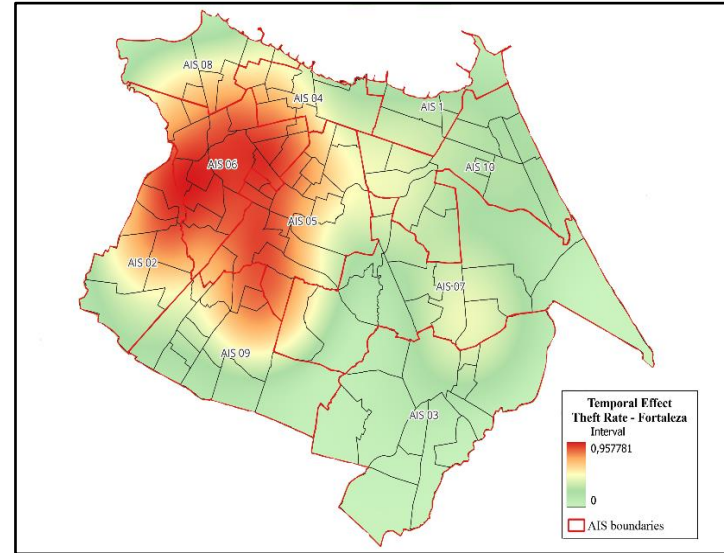 AIS 08
AIS 04
AIS 1
AIS 06
AIS 10
AIS 05
AIS 02
AIS 07
AIS 09
AIS 03
Temporal Effect
Theft Rate - Fortaleza
Interval
0,957781
0
AIS boundaries